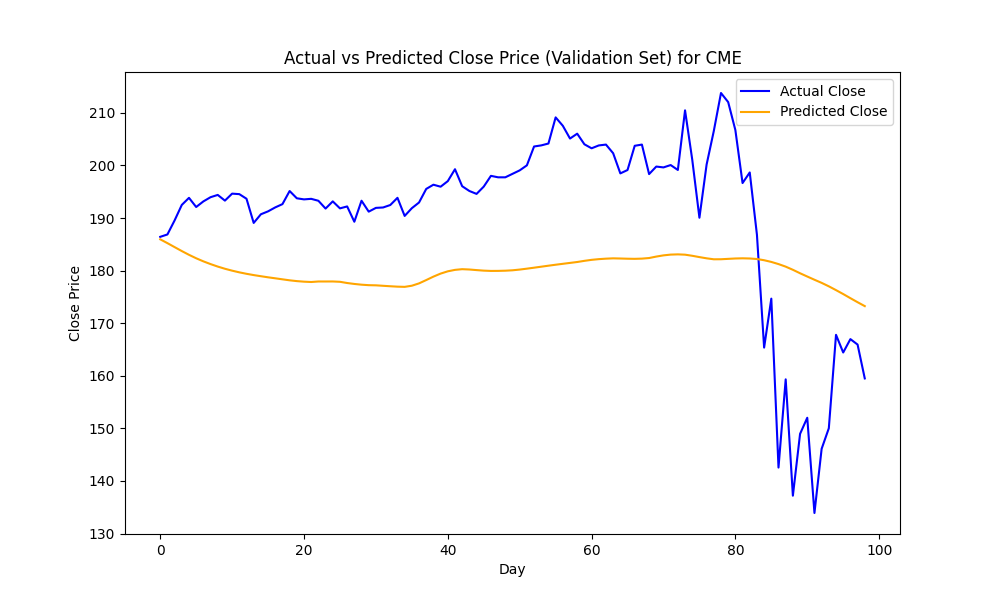 Actual vs Predicted Close Price (Validation Set) for CME
Actual Close
Predicted Close
Close Price
210
200
190
180
170
160
150
140
130
0 20 40 60 80 100
Day